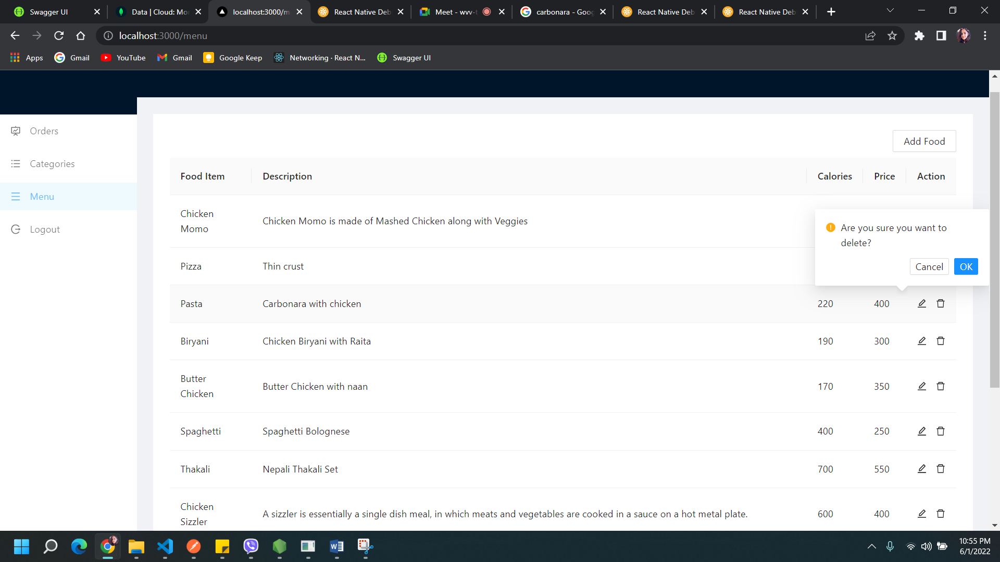 Swagger UI
Data | Cloud: Mo
localhost:3000/m
React Native Deb
Meet - wvv-t
carbonara - Goog
React Native Deb
React Native Deb
localhost:3000/menu
Apps
Gmail
YouTube
Gmail
Google Keep
Networking · React N...
Swagger UI
Orders
Categories
Menu
Logout
Add Food
Food Item Description Calories Price Action
Chicken
Momo
Chicken Momo is made of Mashed Chicken along with Veggies
Are you sure you want to
delete?
Cancel OK
Pizza Thin crust
Pasta Carbonara with chicken 220 400
Biryani Chicken Biryani with Raita 190 300
Butter
Chicken
Butter Chicken with naan 170 350
Spaghetti Spaghetti Bolognese 400 250
Thakali Nepali Thakali Set 700 550
Chicken
Sizzler
A sizzler is essentially a single dish meal, in which meats and vegetables are cooked in a sauce on a hot metal plate. 600 400
10:55 PM
6/1/2022